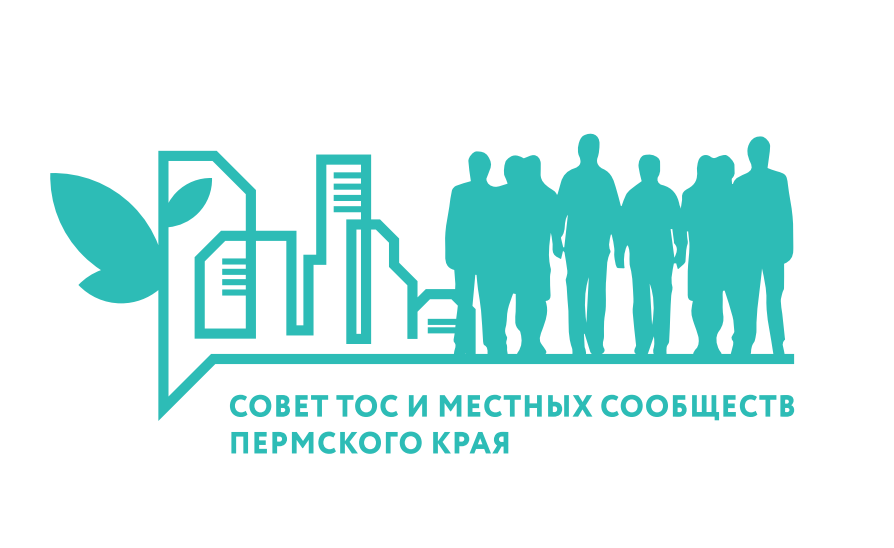 СОВЕТ ТОС И МЕСТНЫХ СООБЩЕСТВ
ПЕРМСКОГО КРАЯ